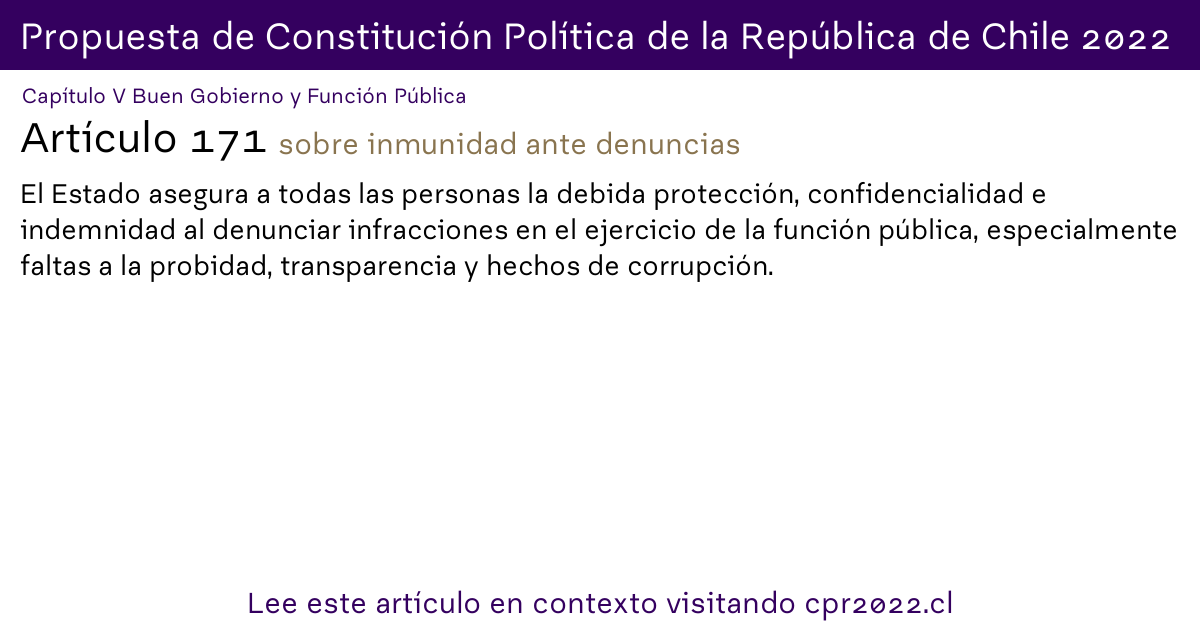 Propuesta de Constitución Política de la República de Chile 2022
Capítulo V Buen Gobierno y Función Pública
Artículo 171 sobre inmunidad ante denuncias
El Estado asegura a todas las personas la debida protección, confidencialidad e
indemnidad al denunciar infracciones en el ejercicio de la función pública, especialmente
faltas a la probidad, transparencia y hechos de corrupción.
Lee este artículo en contexto visitando cpr2022.cl